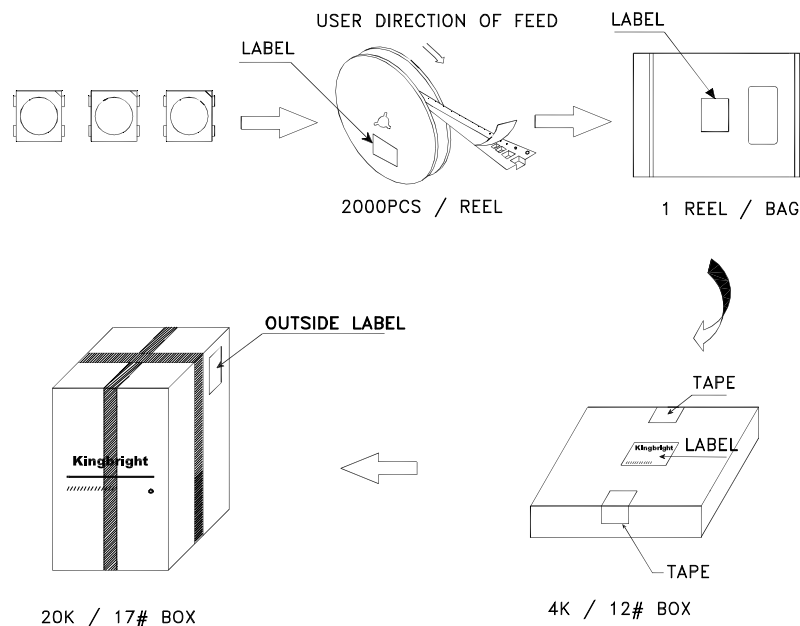 USER DIRECTION OF FEED
LABEL
LABEL
2000PCS / REEL
1 REEL / BAG
OUTSIDE LABEL
TAPE
Kingbright
LABEL
Kingbright
TAPE
4K / 12# BOX
20K / 17# BOX